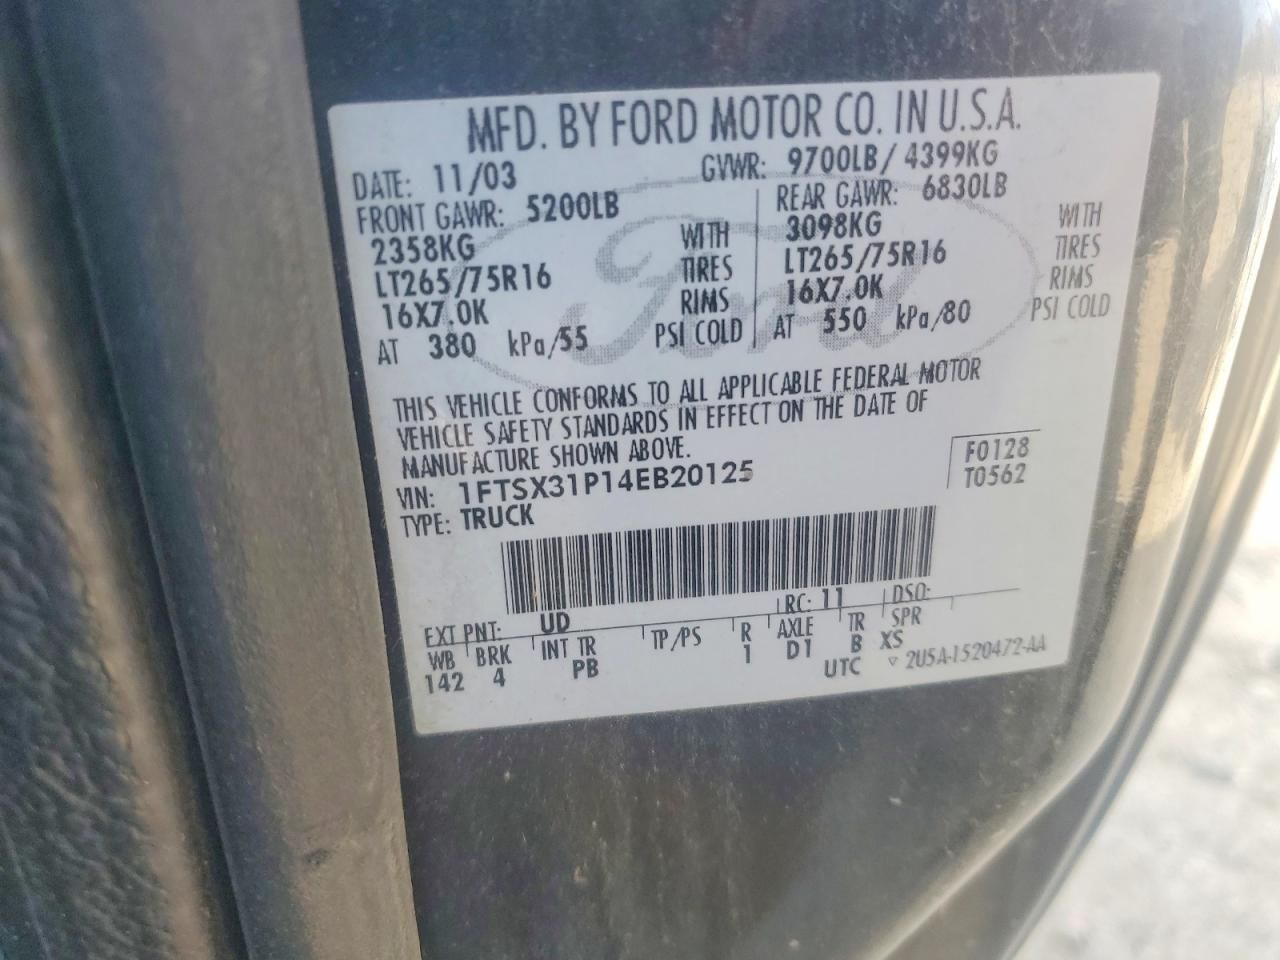 MFD. BY FORD MOTOR CO. IN U.S.A.
DATE: 11/03 GVWR: 9700LB/ 4399KG
FRONT GAWR: 5200LB REAR GAWR: 6830LB
2358KG WITH 3098KG WITH
LT265/75R16 TIRES LT265/75R16 TIRES
16X7.0K RIMS 16X7.0K RIMS
AT 380 kPa/55 PSI COLD AT 550 kPa/80 PSI COLD
Ford
THIS VEHICLE CONFORMS TO ALL APPLICABLE FEDERAL MOTOR
VEHICLE SAFETY STANDARDS IN EFFECT ON THE DATE OF
MANUFACTURE SHOWN ABOVE.
F0128
VIN: 1FTSX31P14EB20125
T0562
TYPE: TRUCK
EXT PNT: UD RC: 11 DSO:
WB BRK INT TR TP/PS R AXLE TR SPR
142 4 PB 1 D1 B XS
UTC ▽ 2U5A-1520472-AA